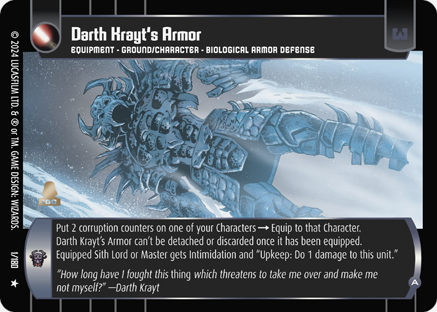 Darth Krayt's Armor
EQUIPMENT - GROUND/CHARACTER - BIOLOGICAL ARMOR DEFENSE
Put 2 corruption counters on one of your Characters → Equip to that Character.
Darth Krayt's Armor can't be detached or discarded once it has been equipped.
Equipped Sith Lord or Master gets Intimidation and "Upkeep: Do 1 damage to this unit."
"How long have I fought this thing which threatens to take me over and make me
not myself?" —Darth Krayt
A
© 2024 LUCASFILM LTD. & ® or TM. GAME DESIGN: WIZARDS.
1/180 ★